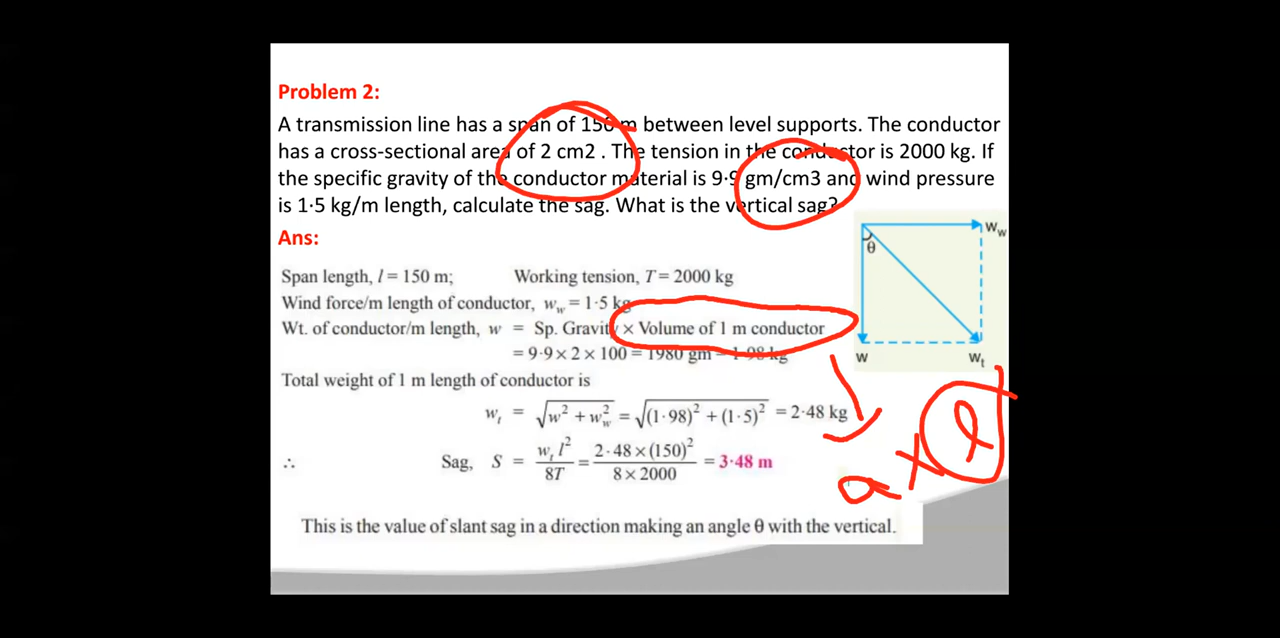 Problem 2:
A transmission line has a span of 150 m between level supports. The conductor
has a cross-sectional area of 2 cm2 . The tension in the conductor is 2000 kg. If
the specific gravity of the conductor material is 9·9 gm/cm3 and wind pressure
is 1·5 kg/m length, calculate the sag. What is the vertical sag?
Ans:
Span length, l = 150 m; Working tension, T = 2000 kg
Wind force/m length of conductor, w_w = 1·5 kg
Wt. of conductor/m length, w = Sp. Gravity × Volume of 1 m conductor
= 9·9 × 2 × 100 = 1980 gm = 1·98 kg
Total weight of 1 m length of conductor is
w_t = √(w² + w_w²) = √((1·98)² + (1·5)²) = 2·48 kg
∴ Sag, S = w_t l² / 8T = 2·48 × (150)² / 8 × 2000 = 3·48 m
This is the value of slant sag in a direction making an angle θ with the vertical.
w_w
θ
w w_t
a × l